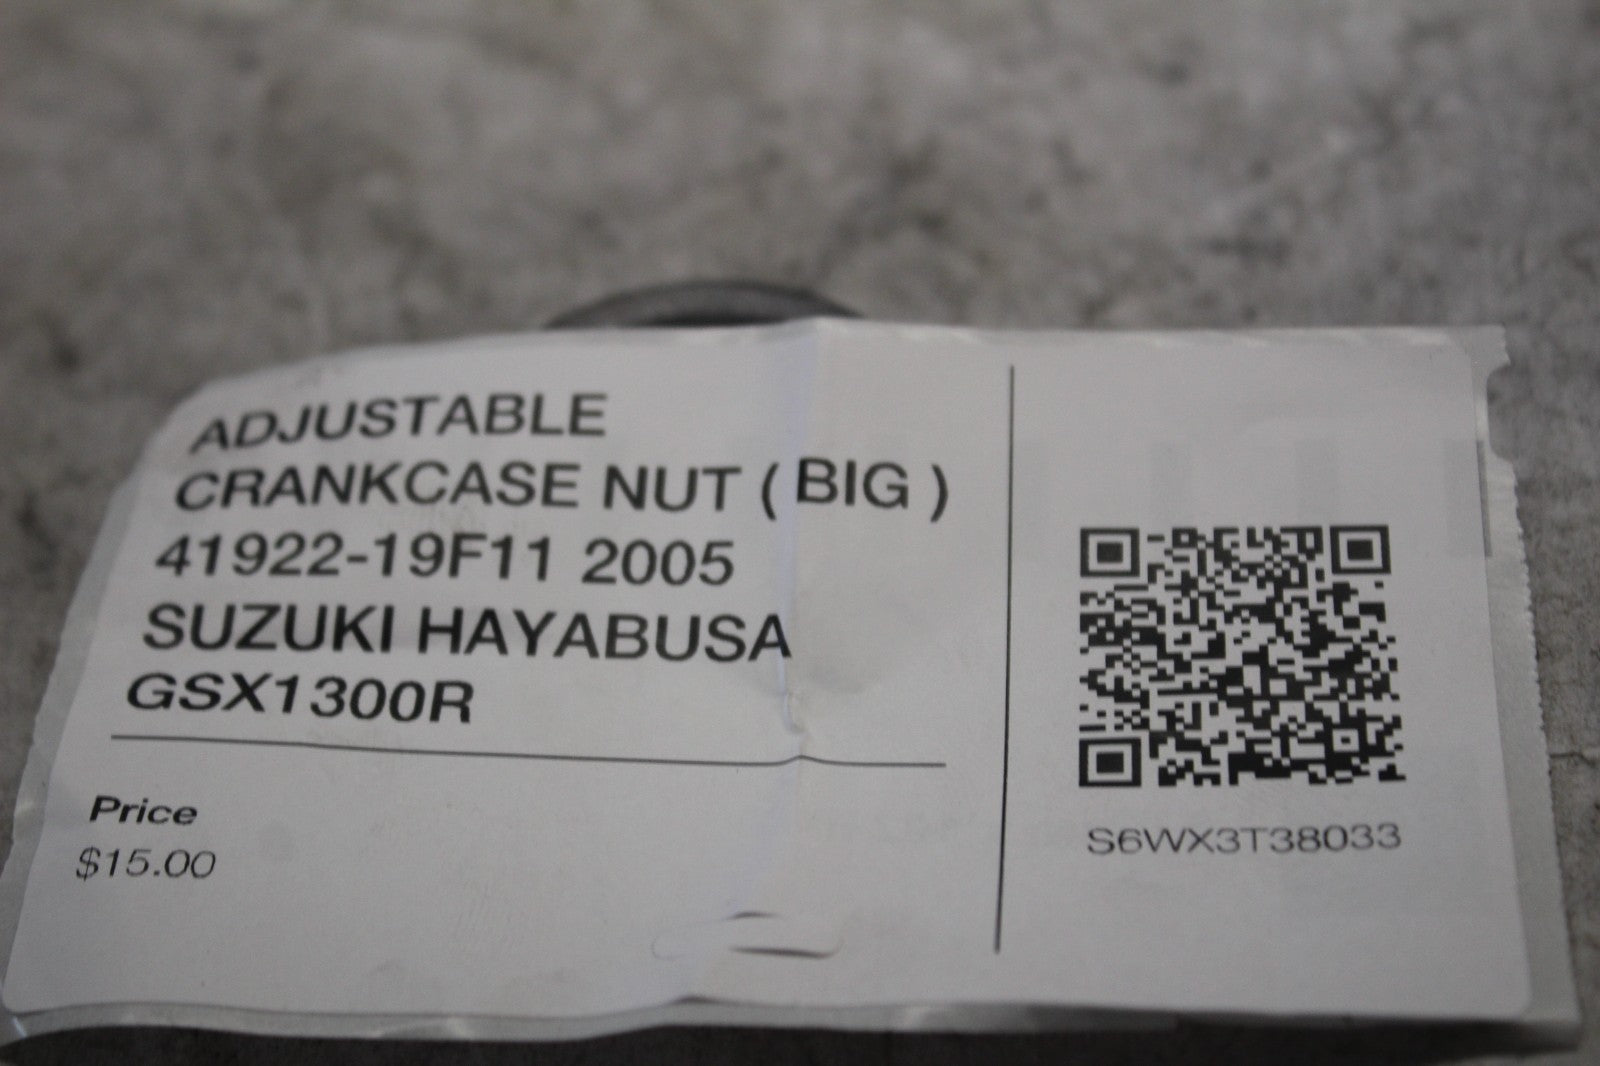 ADJUSTABLE
CRANKCASE NUT ( BIG )
41922-19F11 2005
SUZUKI HAYABUSA
GSX1300R
Price
$15.00
S6WX3T38033